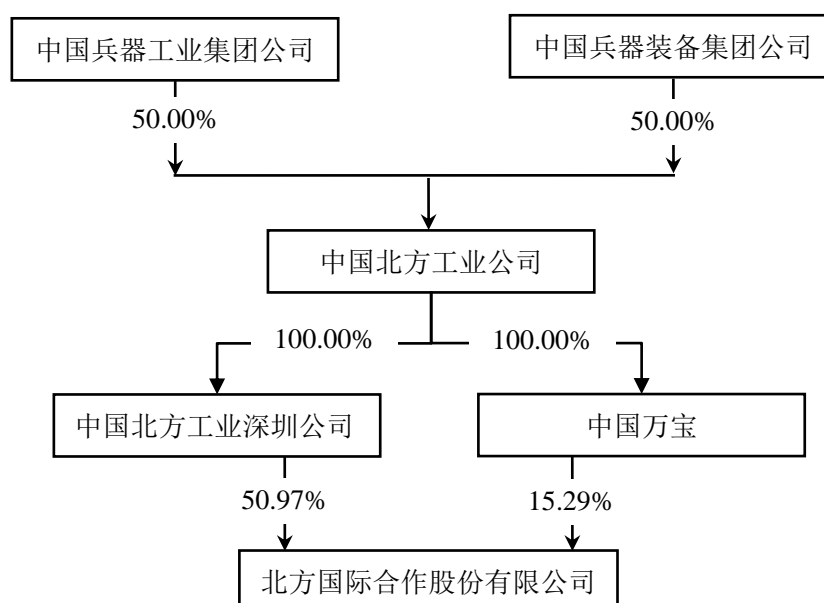 中国兵器工业集团公司
中国兵器装备集团公司
50.00%
50.00%
中国北方工业公司
100.00%
100.00%
中国北方工业深圳公司
中国万宝
50.97%
15.29%
北方国际合作股份有限公司